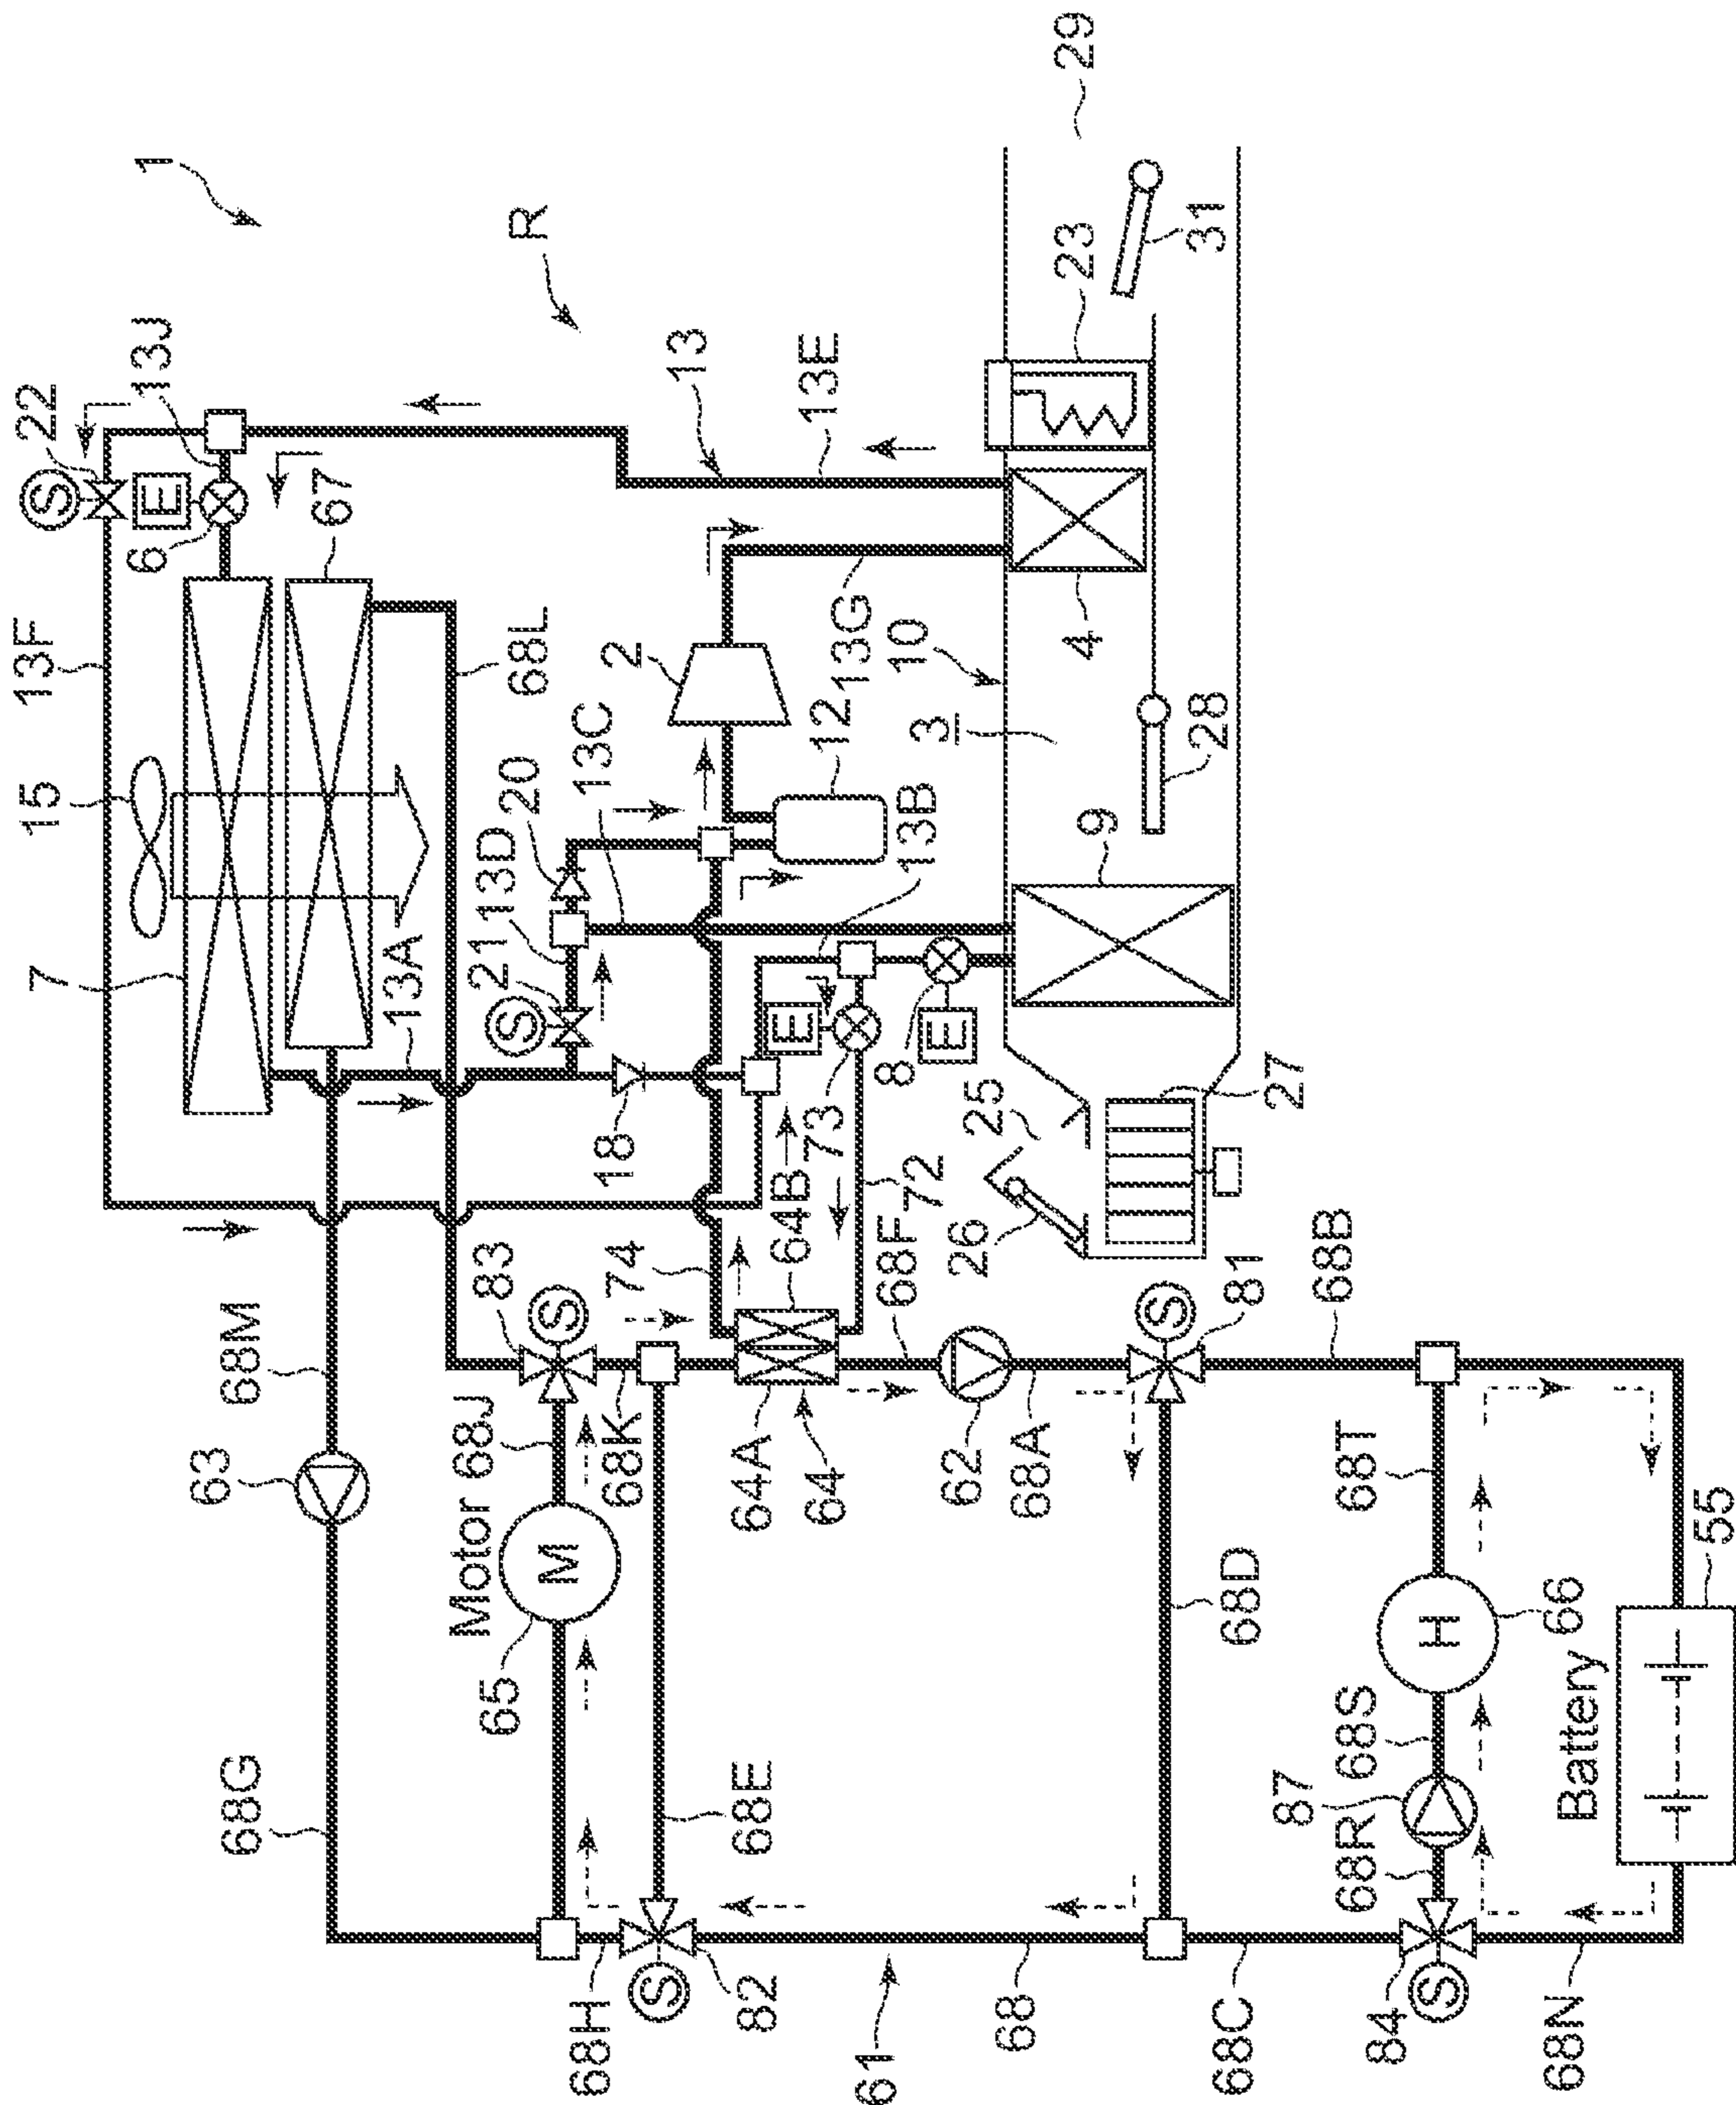 7
15
13F
S
22
1
6
E
13J
68G
63
68M
67
13A
65
Motor
68J
83
S
21
13D
20
68L
R
M
S
68H
68K
74
18
13C
2
S
13
82
68E
64A
64B
E
13E
64
73
12
13G
61
68F
72
8
13B
3
10
E
62
26
25
68
68A
4
9
23
29
S
28
31
68C
68D
81
27
87
68B
68R
68S
68T
84
S
H
68N
Battery
66
55